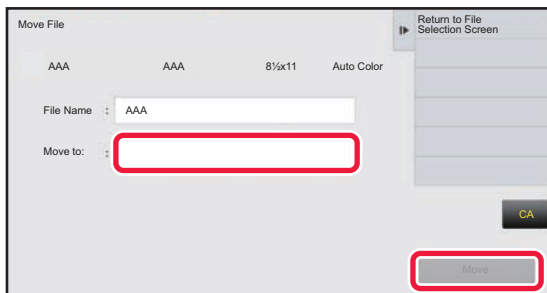 Move File
Return to File
Selection Screen
AAA AAA 8½x11 Auto Color
File Name : AAA
Move to: :
CA
Move